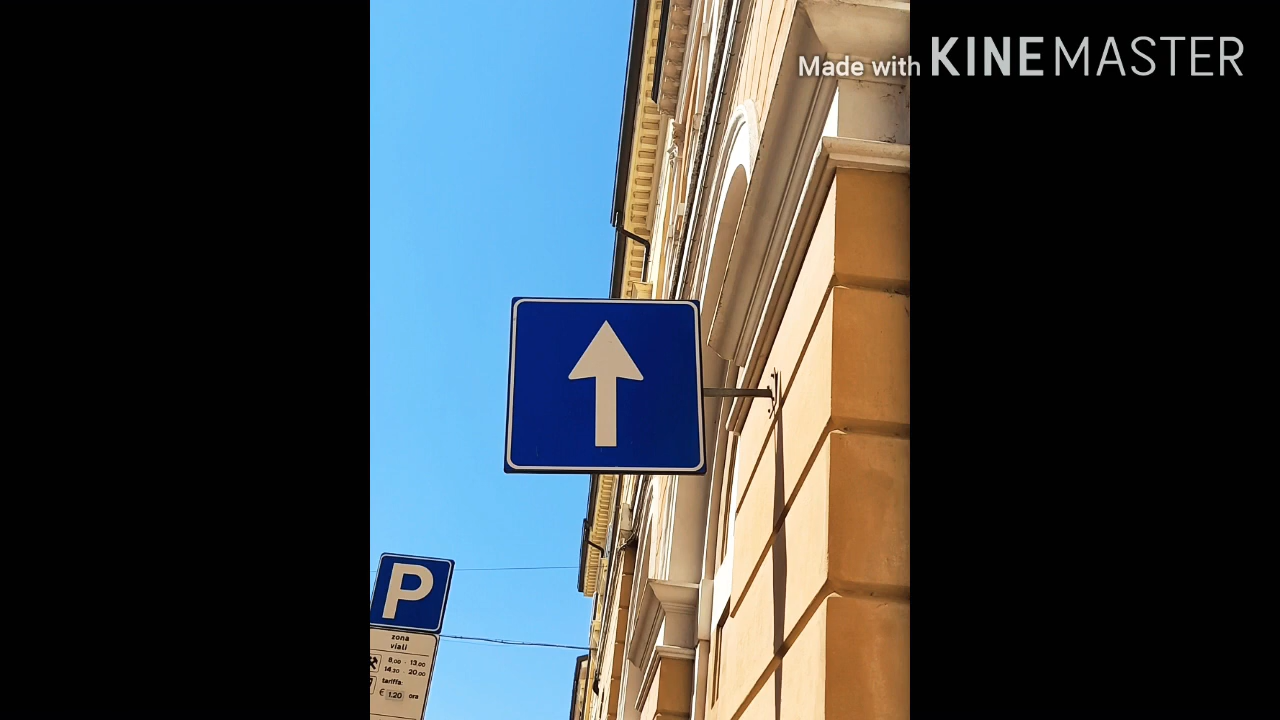 Made with KINEMASTER
P
zona
viali
8.00 - 13.00
14.30 - 20.00
tariffa:
€ 1.20 ora